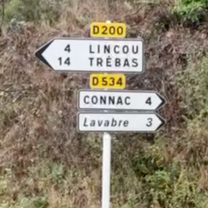 D200
4 LINCOU
14 TRÉBAS
D534
CONNAC 4
Lavabre 3